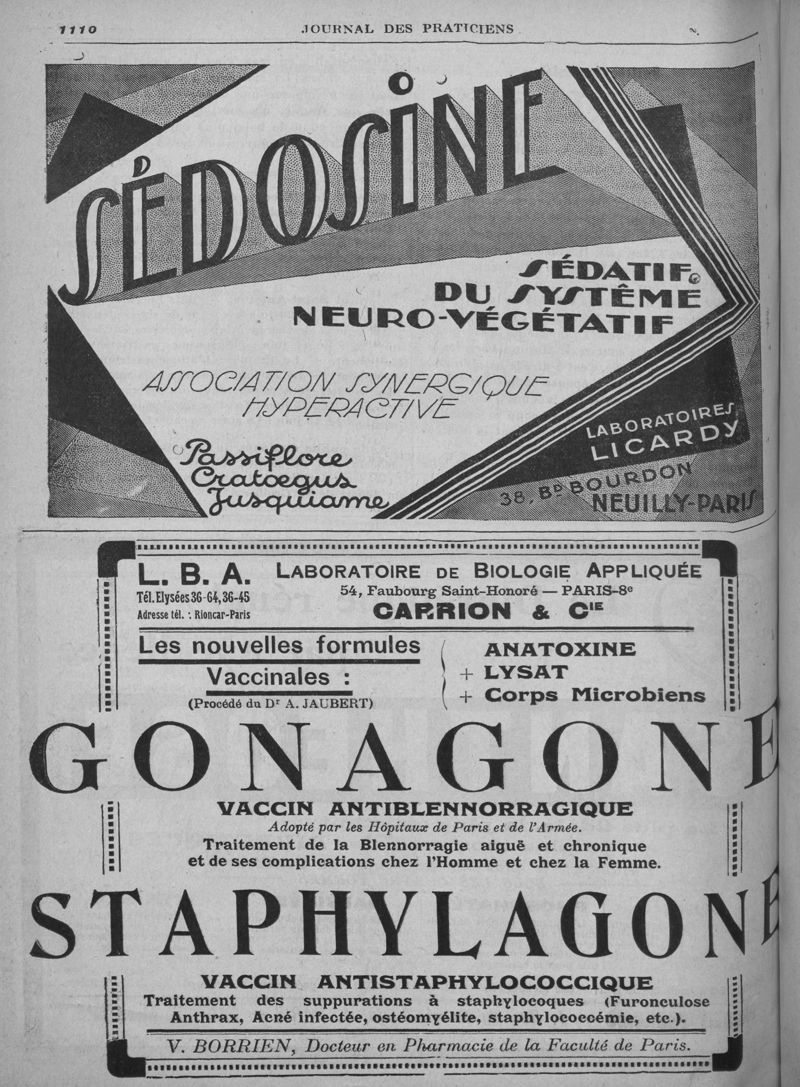 1110
JOURNAL DES PRATICIENS
SÉDOSINE
SÉDATIF
DU SYSTÊME
NEURO-VÉGÉTATIF
ASSOCIATION SYNERGIQUE
HYPERACTIVE
Passiflore
Cratoegus
Jusquiame
LABORATOIRES
LICARDY
38, BD BOURDON
NEUILLY-PARIS
L. B. A.
LABORATOIRE DE BIOLOGIE APPLIQUÉE
Tél. Elysées 36-64, 36-45
54, Faubourg Saint-Honoré — PARIS-8e
Adresse tél. : Rioncar-Paris
CARRION & CIE
Les nouvelles formules
Vaccinales :
(Procédé du Dr A. JAUBERT)
ANATOXINE
+ LYSAT
+ Corps Microbiens
GONAGONE
VACCIN ANTIBLENNORRAGIQUE
Adopté par les Hôpitaux de Paris et de l'Armée.
Traitement de la Blennorragie aiguë et chronique
et de ses complications chez l'Homme et chez la Femme.
STAPHYLAGONE
VACCIN ANTISTAPHYLOCOCCIQUE
Traitement des suppurations à staphylocoques (Furonculose
Anthrax, Acné infectée, ostéomyélite, staphylococcémie, etc.).
V. BORRIEN, Docteur en Pharmacie de la Faculté de Paris.